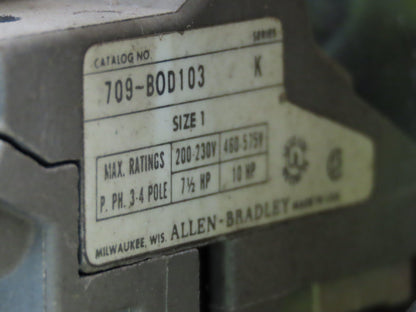 CATALOG NO. SERIES
709-BOD103 K
SIZE 1
MAX. RATINGS 200-230V 460-575V
P. PH. 3-4 POLE 7½ HP 10 HP
MILWAUKEE, WIS. ALLEN-BRADLEY MADE IN U.S.A.